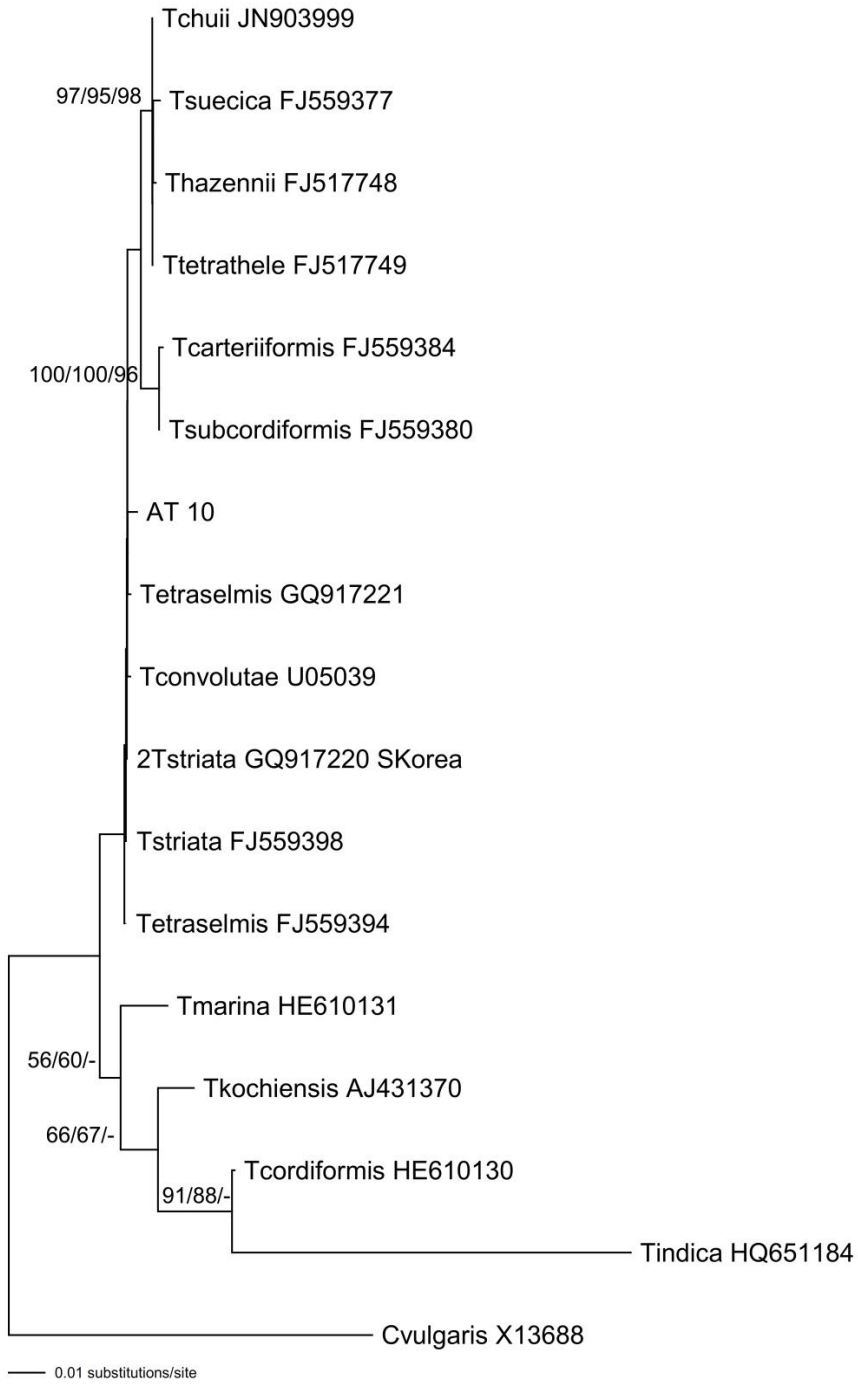 Tchuii JN903999
97/95/98
Tsuecica FJ559377
Thazennii FJ517748
Ttetrathele FJ517749
Tcarteriiformis FJ559384
100/100/96
Tsubcordiformis FJ559380
AT 10
Tetraselmis GQ917221
Tconvolutae U05039
2Tstriata GQ917220 SKorea
Tstriata FJ559398
Tetraselmis FJ559394
Tmarina HE610131
56/60/-
Tkochiensis AJ431370
66/67/-
Tcordiformis HE610130
91/88/-
Tindica HQ651184
Cvulgaris X13688
0.01 substitutions/site